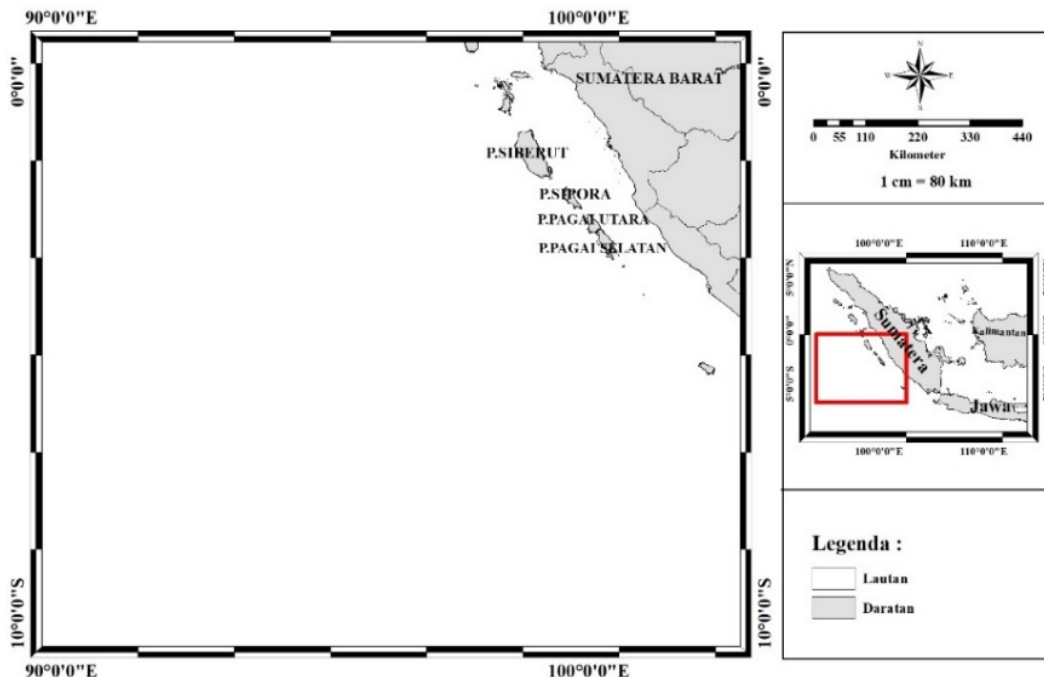 90°0'0"E 100°0'0"E
0°0'0"
0°0'0"
SUMATERA BARAT
P.SIBERUT
P.SIPORA
P.PAGAI UTARA
P.PAGAI SELATAN
10°0'0"S
10°0'0"S
90°0'0"E 100°0'0"E
N
W E
S
0 55 110 220 330 440
Kilometer
1 cm = 80 km
100°0'0"E 110°0'0"E
5°0'0"N
0°0'0"
5°0'0"S
Sumatera
Kalimantan
Jawa
100°0'0"E 110°0'0"E
Legenda :
Lautan
Daratan